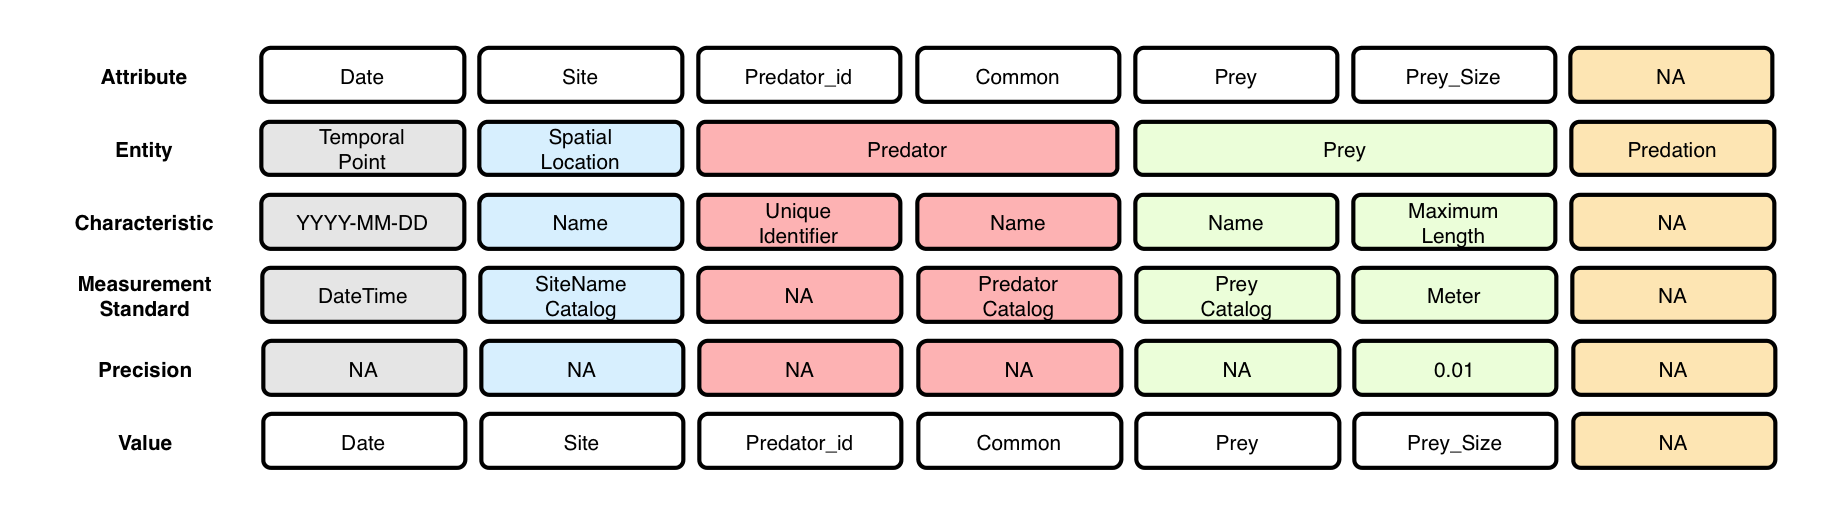 Attribute Date Site Predator_id Common Prey Prey_Size NA
Entity Temporal Point Spatial Location Predator Prey Predation
Characteristic YYYY-MM-DD Name Unique Identifier Name Name Maximum Length NA
Measurement Standard DateTime SiteName Catalog NA Predator Catalog Prey Catalog Meter NA
Precision NA NA NA NA NA 0.01 NA
Value Date Site Predator_id Common Prey Prey_Size NA